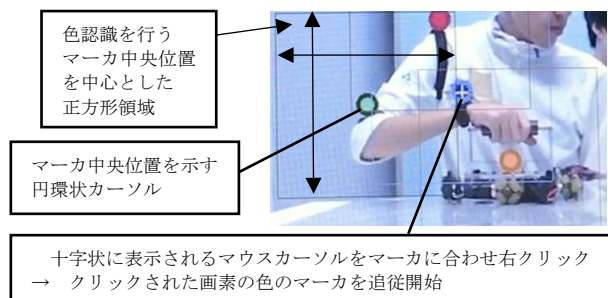 色認識を行う
マーカ中央位置
を中心とした
正方形領域
マーカ中央位置を示す
円環状カーソル
十字状に表示されるマウスカーソルをマーカに合わせ右クリック
→ クリックされた画素の色のマーカを追従開始